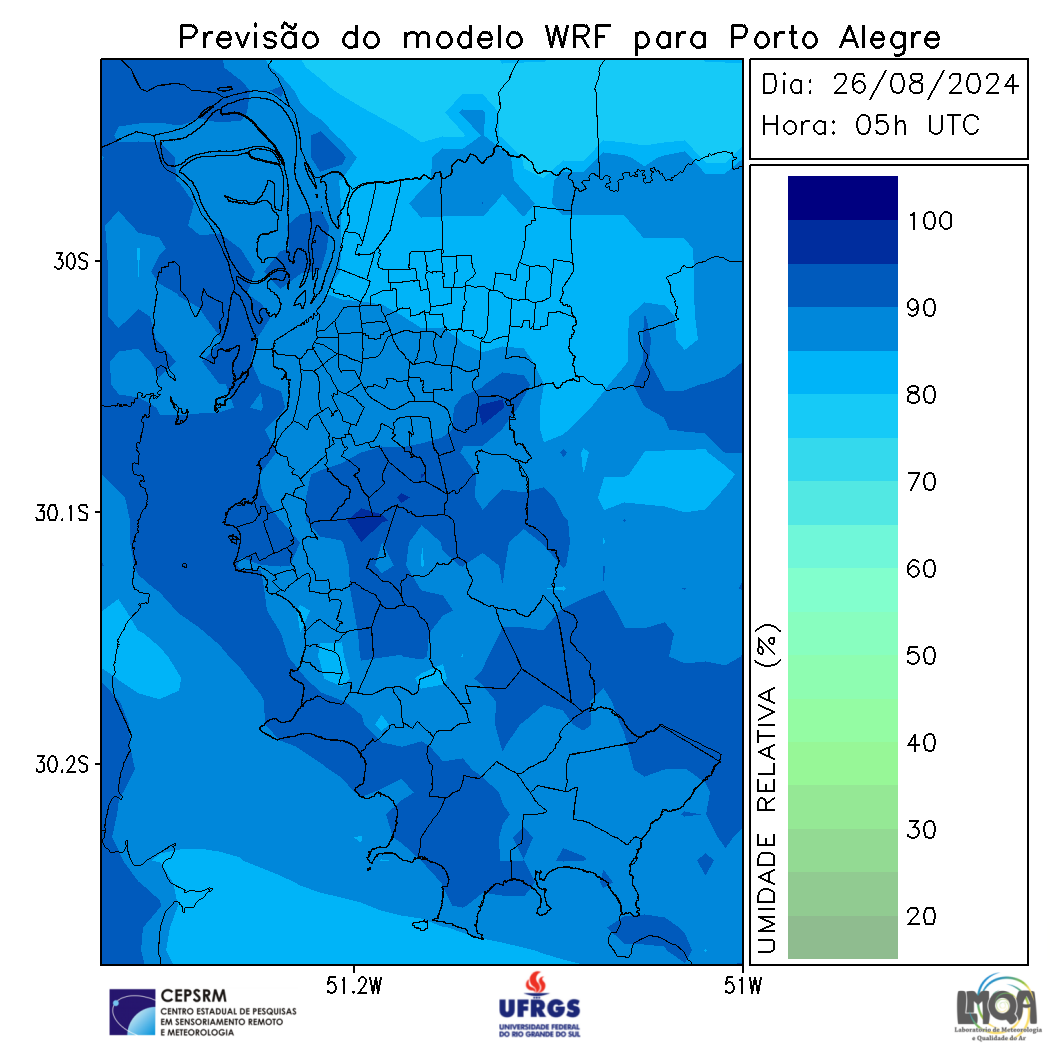 Previsão do modelo WRF para Porto Alegre
Dia: 26/08/2024
Hora: 05h UTC
30S
30.1S
30.2S
51.2W
51W
100
90
80
70
60
50
40
30
20
UMIDADE RELATIVA (%)
CEPSRM
CENTRO ESTADUAL DE PESQUISAS
EM SENSORIAMENTO REMOTO
E METEOROLOGIA
UFRGS
UNIVERSIDADE FEDERAL
DO RIO GRANDE DO SUL
LMQA
Laboratório de Meteorologia
e Qualidade do Ar